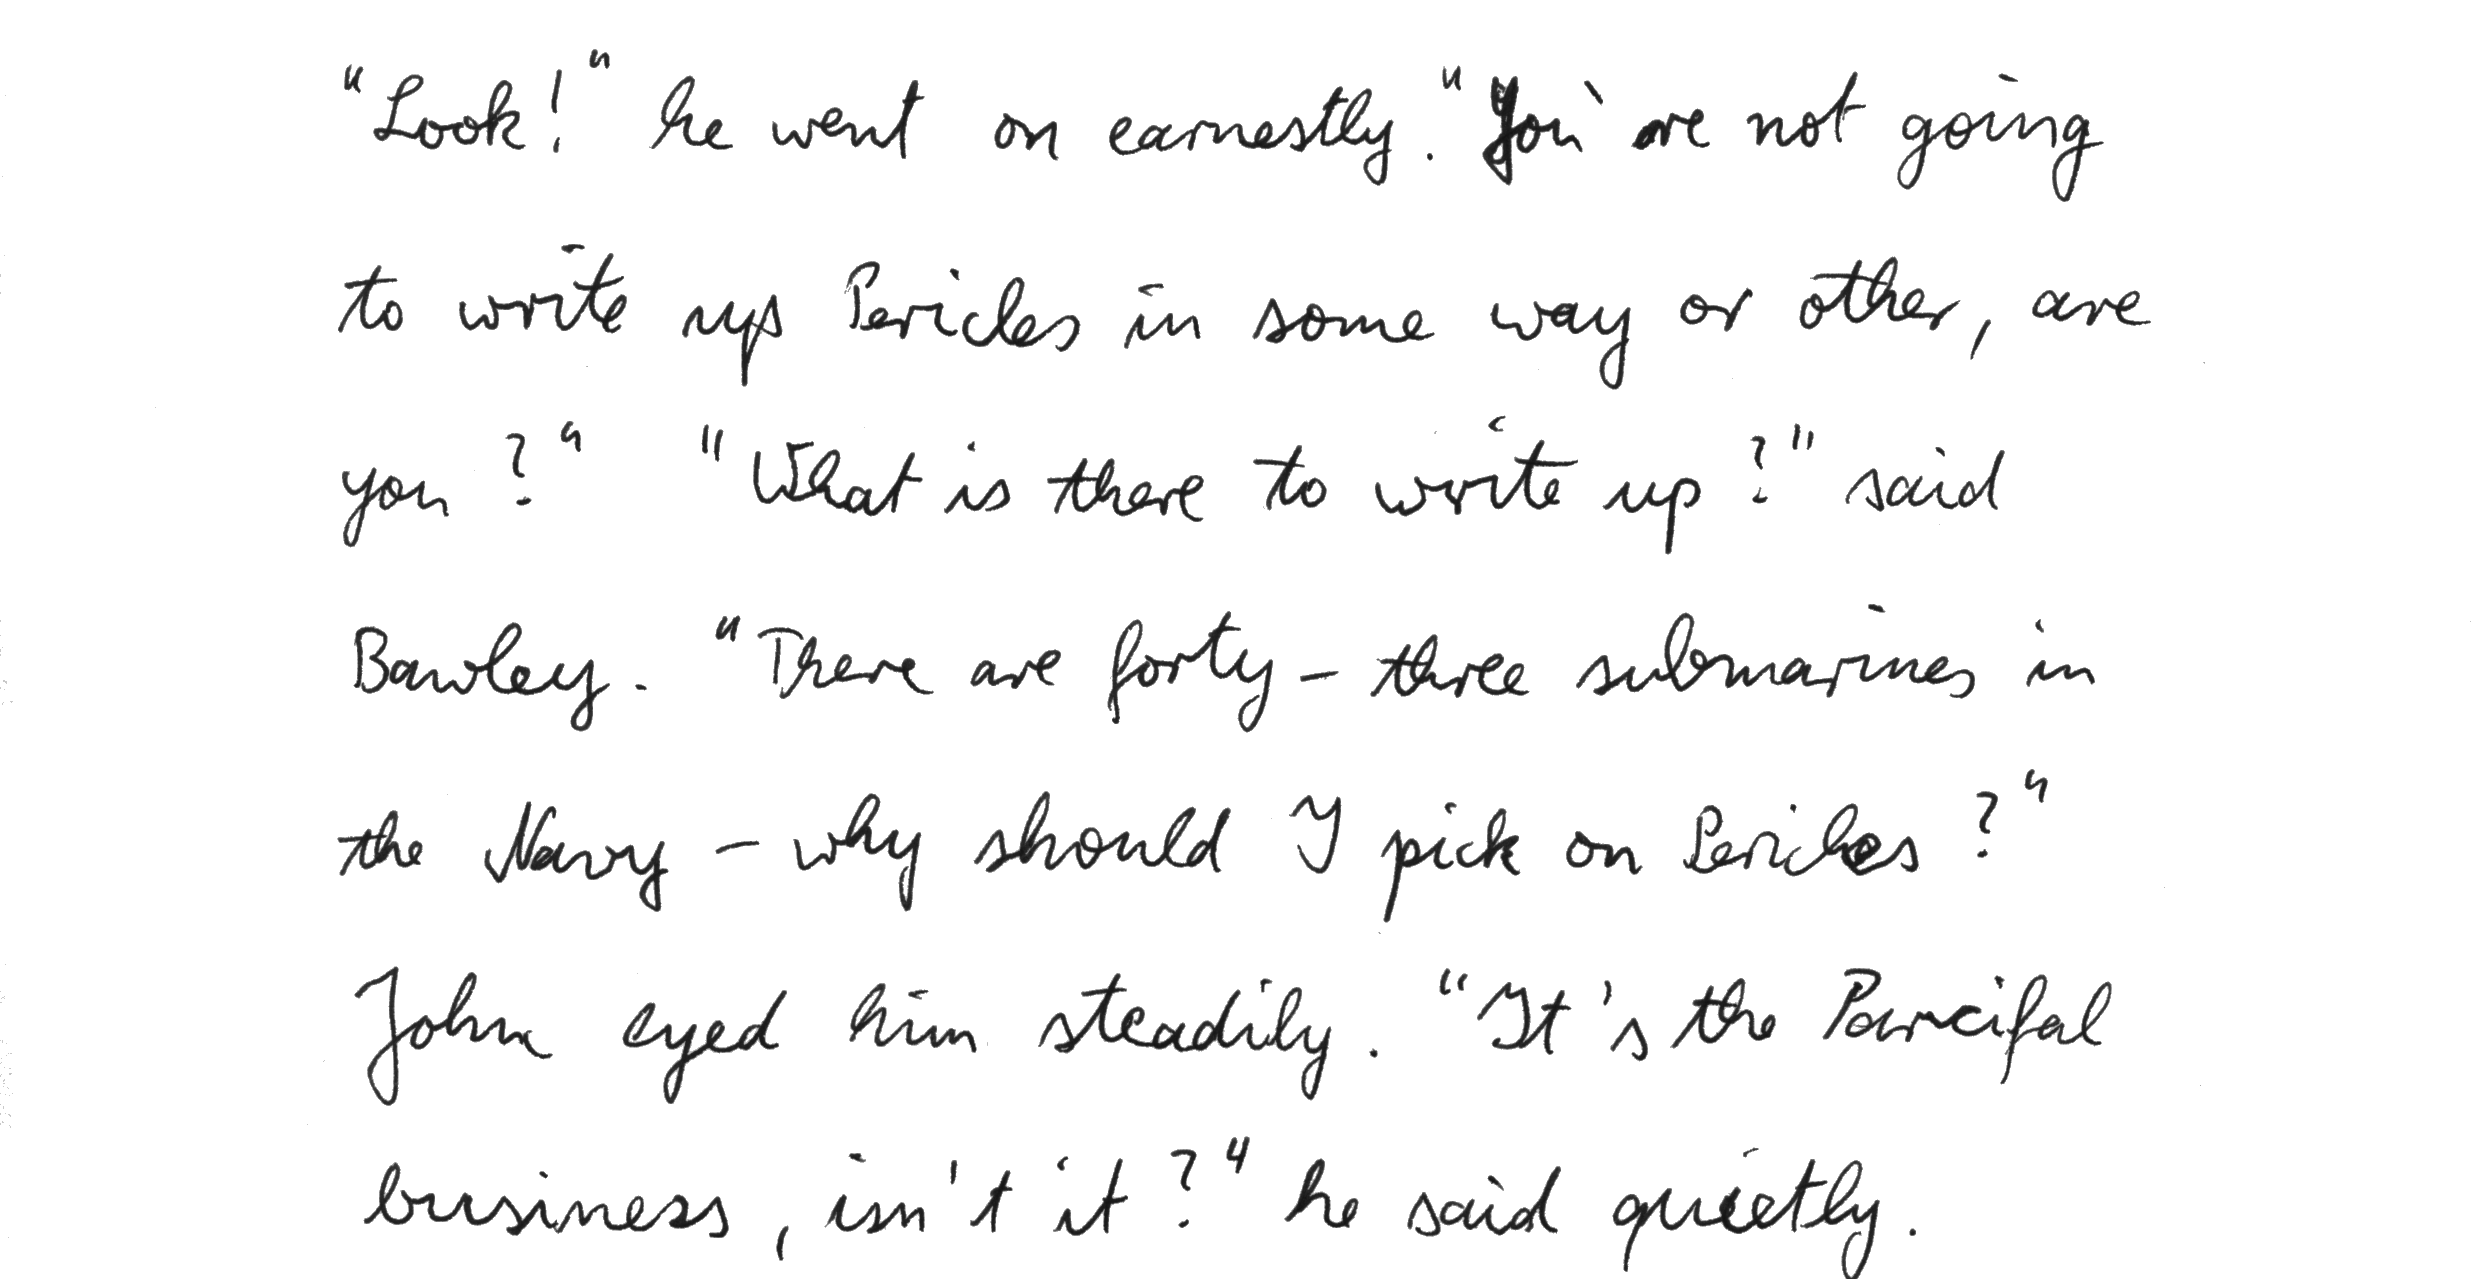 "Look!" he went on earnestly. "You're not going
to write up Pericles in some way or other, are
you?" "What is there to write up?" said
Bawley. "There are forty-three submarines in
the Navy - why should I pick on Pericles?"
John eyed him steadily. "It's the Parcifal
business, isn't it?" he said quietly.